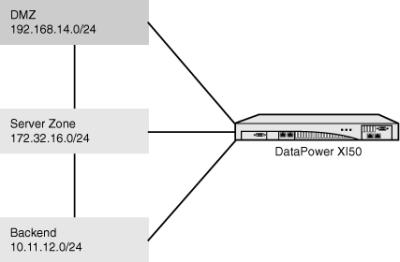 DMZ
192.168.14.0/24
Server Zone
172.32.16.0/24
DataPower XI50
Backend
10.11.12.0/24